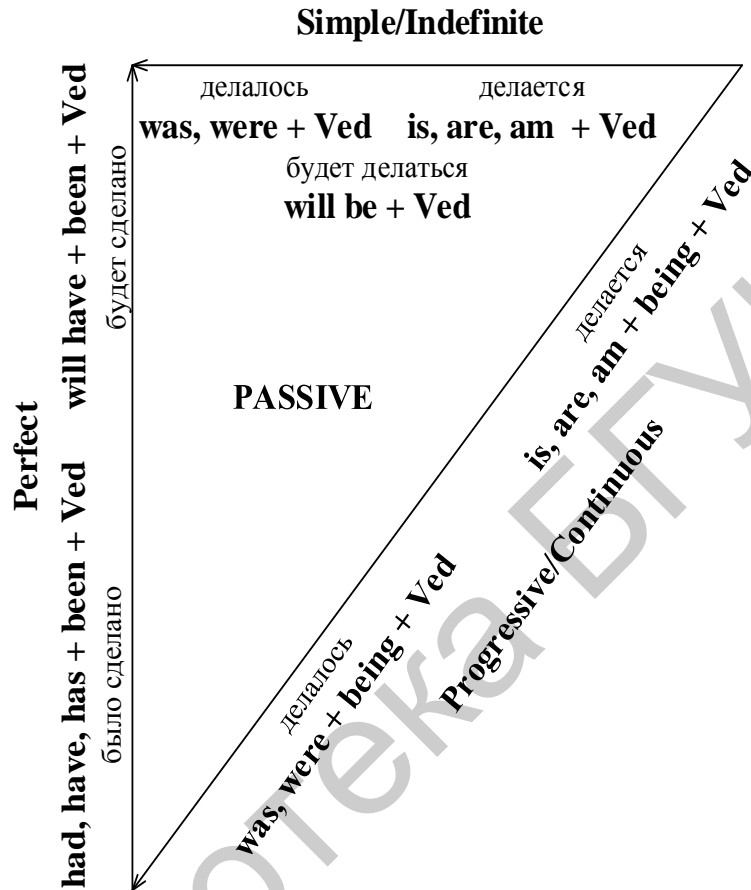 Simple/Indefinite
делалось делается
was, were + Ved is, are, am + Ved
будет делаться
will be + Ved
PASSIVE
Perfect
will have + been + Ved
будет сделано
had, have, has + been + Ved
было сделано
делается
is, are, am + being + Ved
Progressive/Continuous
делалось
was, were + being + Ved